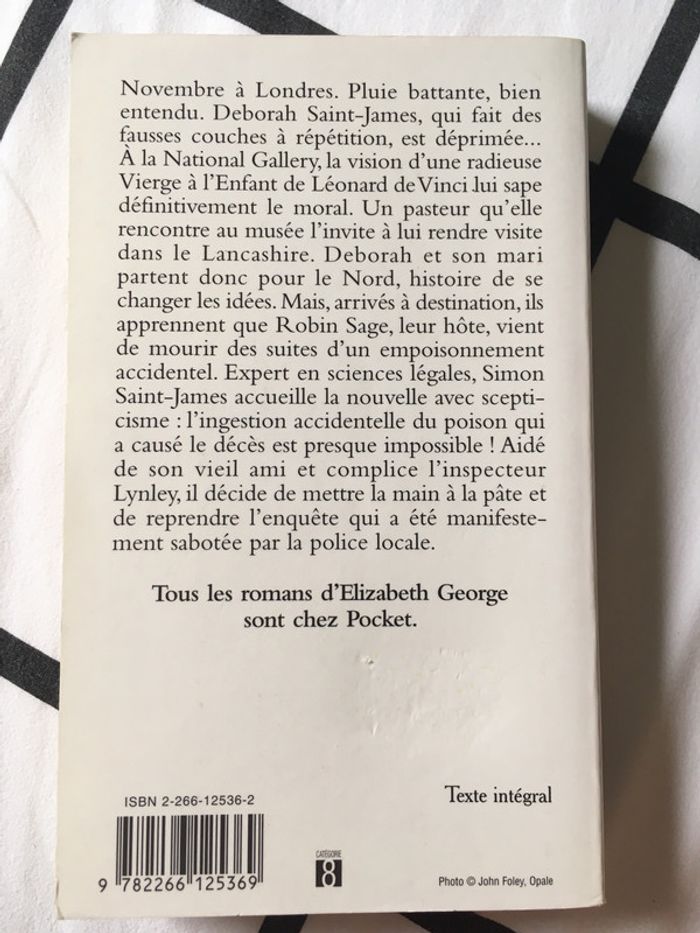 Novembre à Londres. Pluie battante, bien
entendu. Deborah Saint-James, qui fait des
fausses couches à répétition, est déprimée...
À la National Gallery, la vision d'une radieuse
Vierge à l'Enfant de Léonard de Vinci lui sape
définitivement le moral. Un pasteur qu'elle
rencontre au musée l'invite à lui rendre visite
dans le Lancashire. Deborah et son mari
partent donc pour le Nord, histoire de se
changer les idées. Mais, arrivés à destination, ils
apprennent que Robin Sage, leur hôte, vient
de mourir des suites d'un empoisonnement
accidentel. Expert en sciences légales, Simon
Saint-James accueille la nouvelle avec scepti-
cisme : l'ingestion accidentelle du poison qui
a causé le décès est presque impossible ! Aidé
de son vieil ami et complice l'inspecteur
Lynley, il décide de mettre la main à la pâte et
de reprendre l'enquête qui a été manifeste-
ment sabotée par la police locale.
Tous les romans d'Elizabeth George
sont chez Pocket.
Texte intégral
ISBN 2-266-12536-2
9 782266 125369
CATÉGORIE
8
Photo © John Foley, Opale